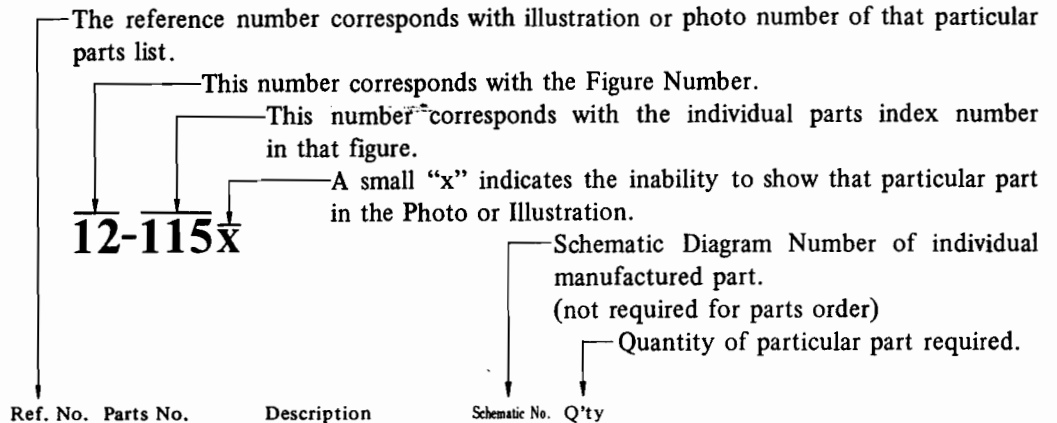 The reference number corresponds with illustration or photo number of that particular
parts list.
This number corresponds with the Figure Number.
This number corresponds with the individual parts index number
in that figure.
A small “x” indicates the inability to show that particular part
in the Photo or Illustration.
12-115x
Schematic Diagram Number of individual
manufactured part.
(not required for parts order)
Quantity of particular part required.
Ref. No. Parts No. Description Schematic No. Q'ty